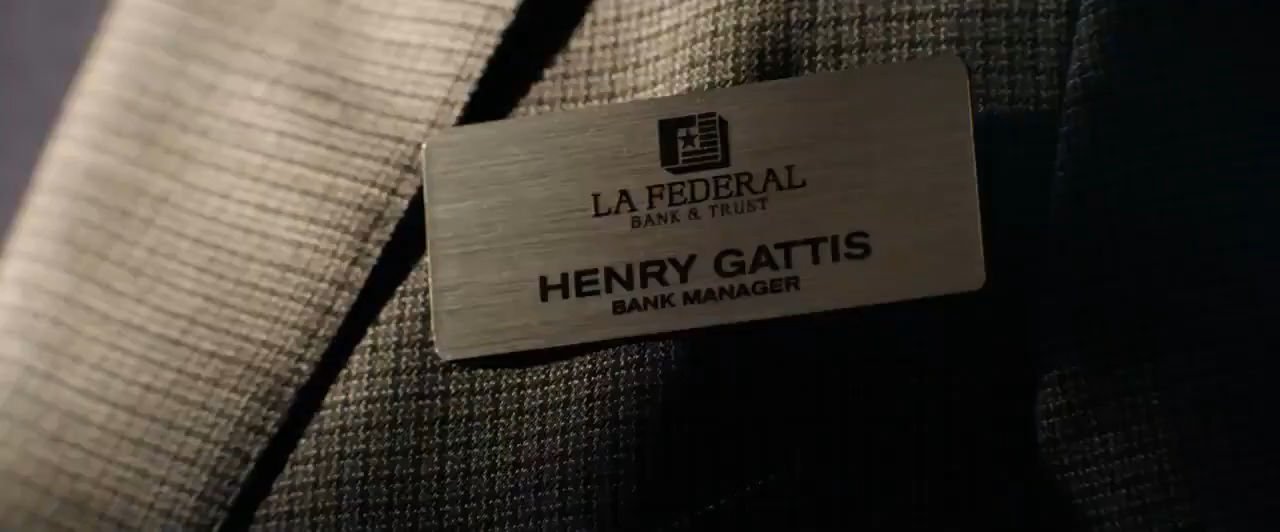 LA FEDERAL
BANK & TRUST
HENRY GATTIS
BANK MANAGER